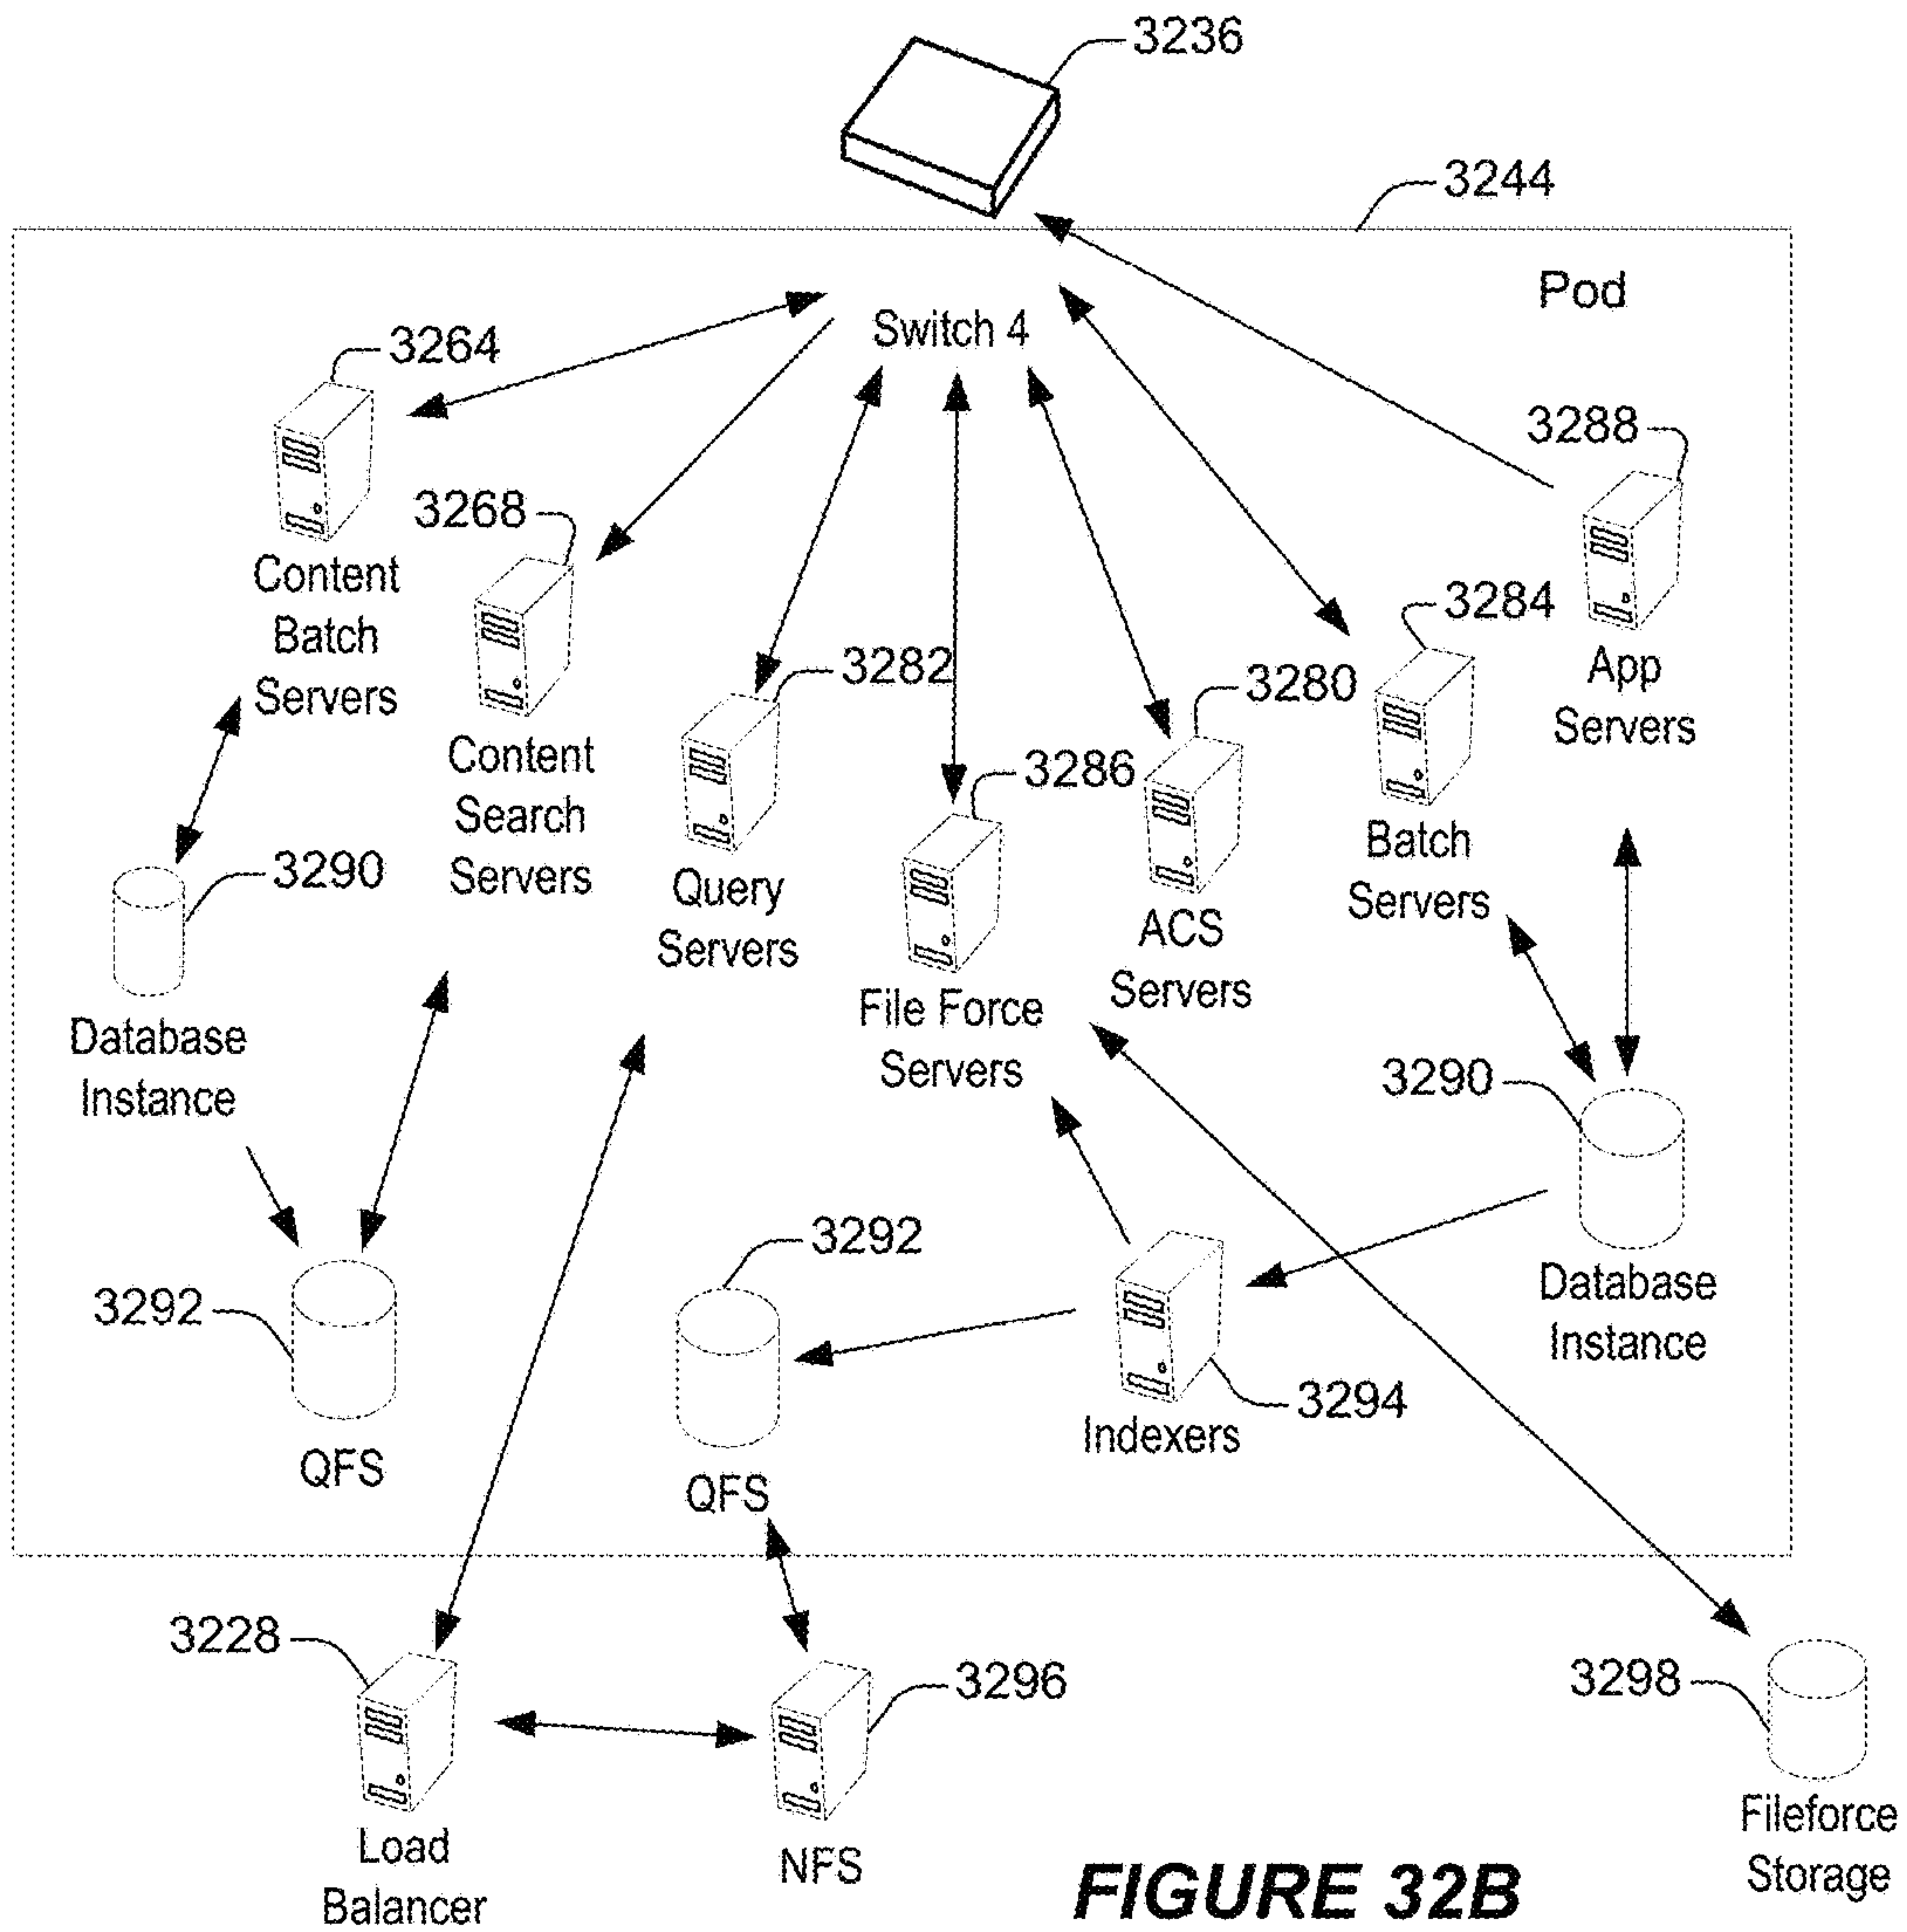 3236
3244
Pod
Switch 4
3264
Content
Batch
Servers
3268
Content
Search
Servers
3288
App
Servers
3284
Batch
Servers
3282
Query
Servers
3280
ACS
Servers
3286
File Force
Servers
3290
Database
Instance
3290
Database
Instance
3292
QFS
3292
QFS
3294
Indexers
3228
Load
Balancer
3296
NFS
3298
Fileforce
Storage
FIGURE 32B